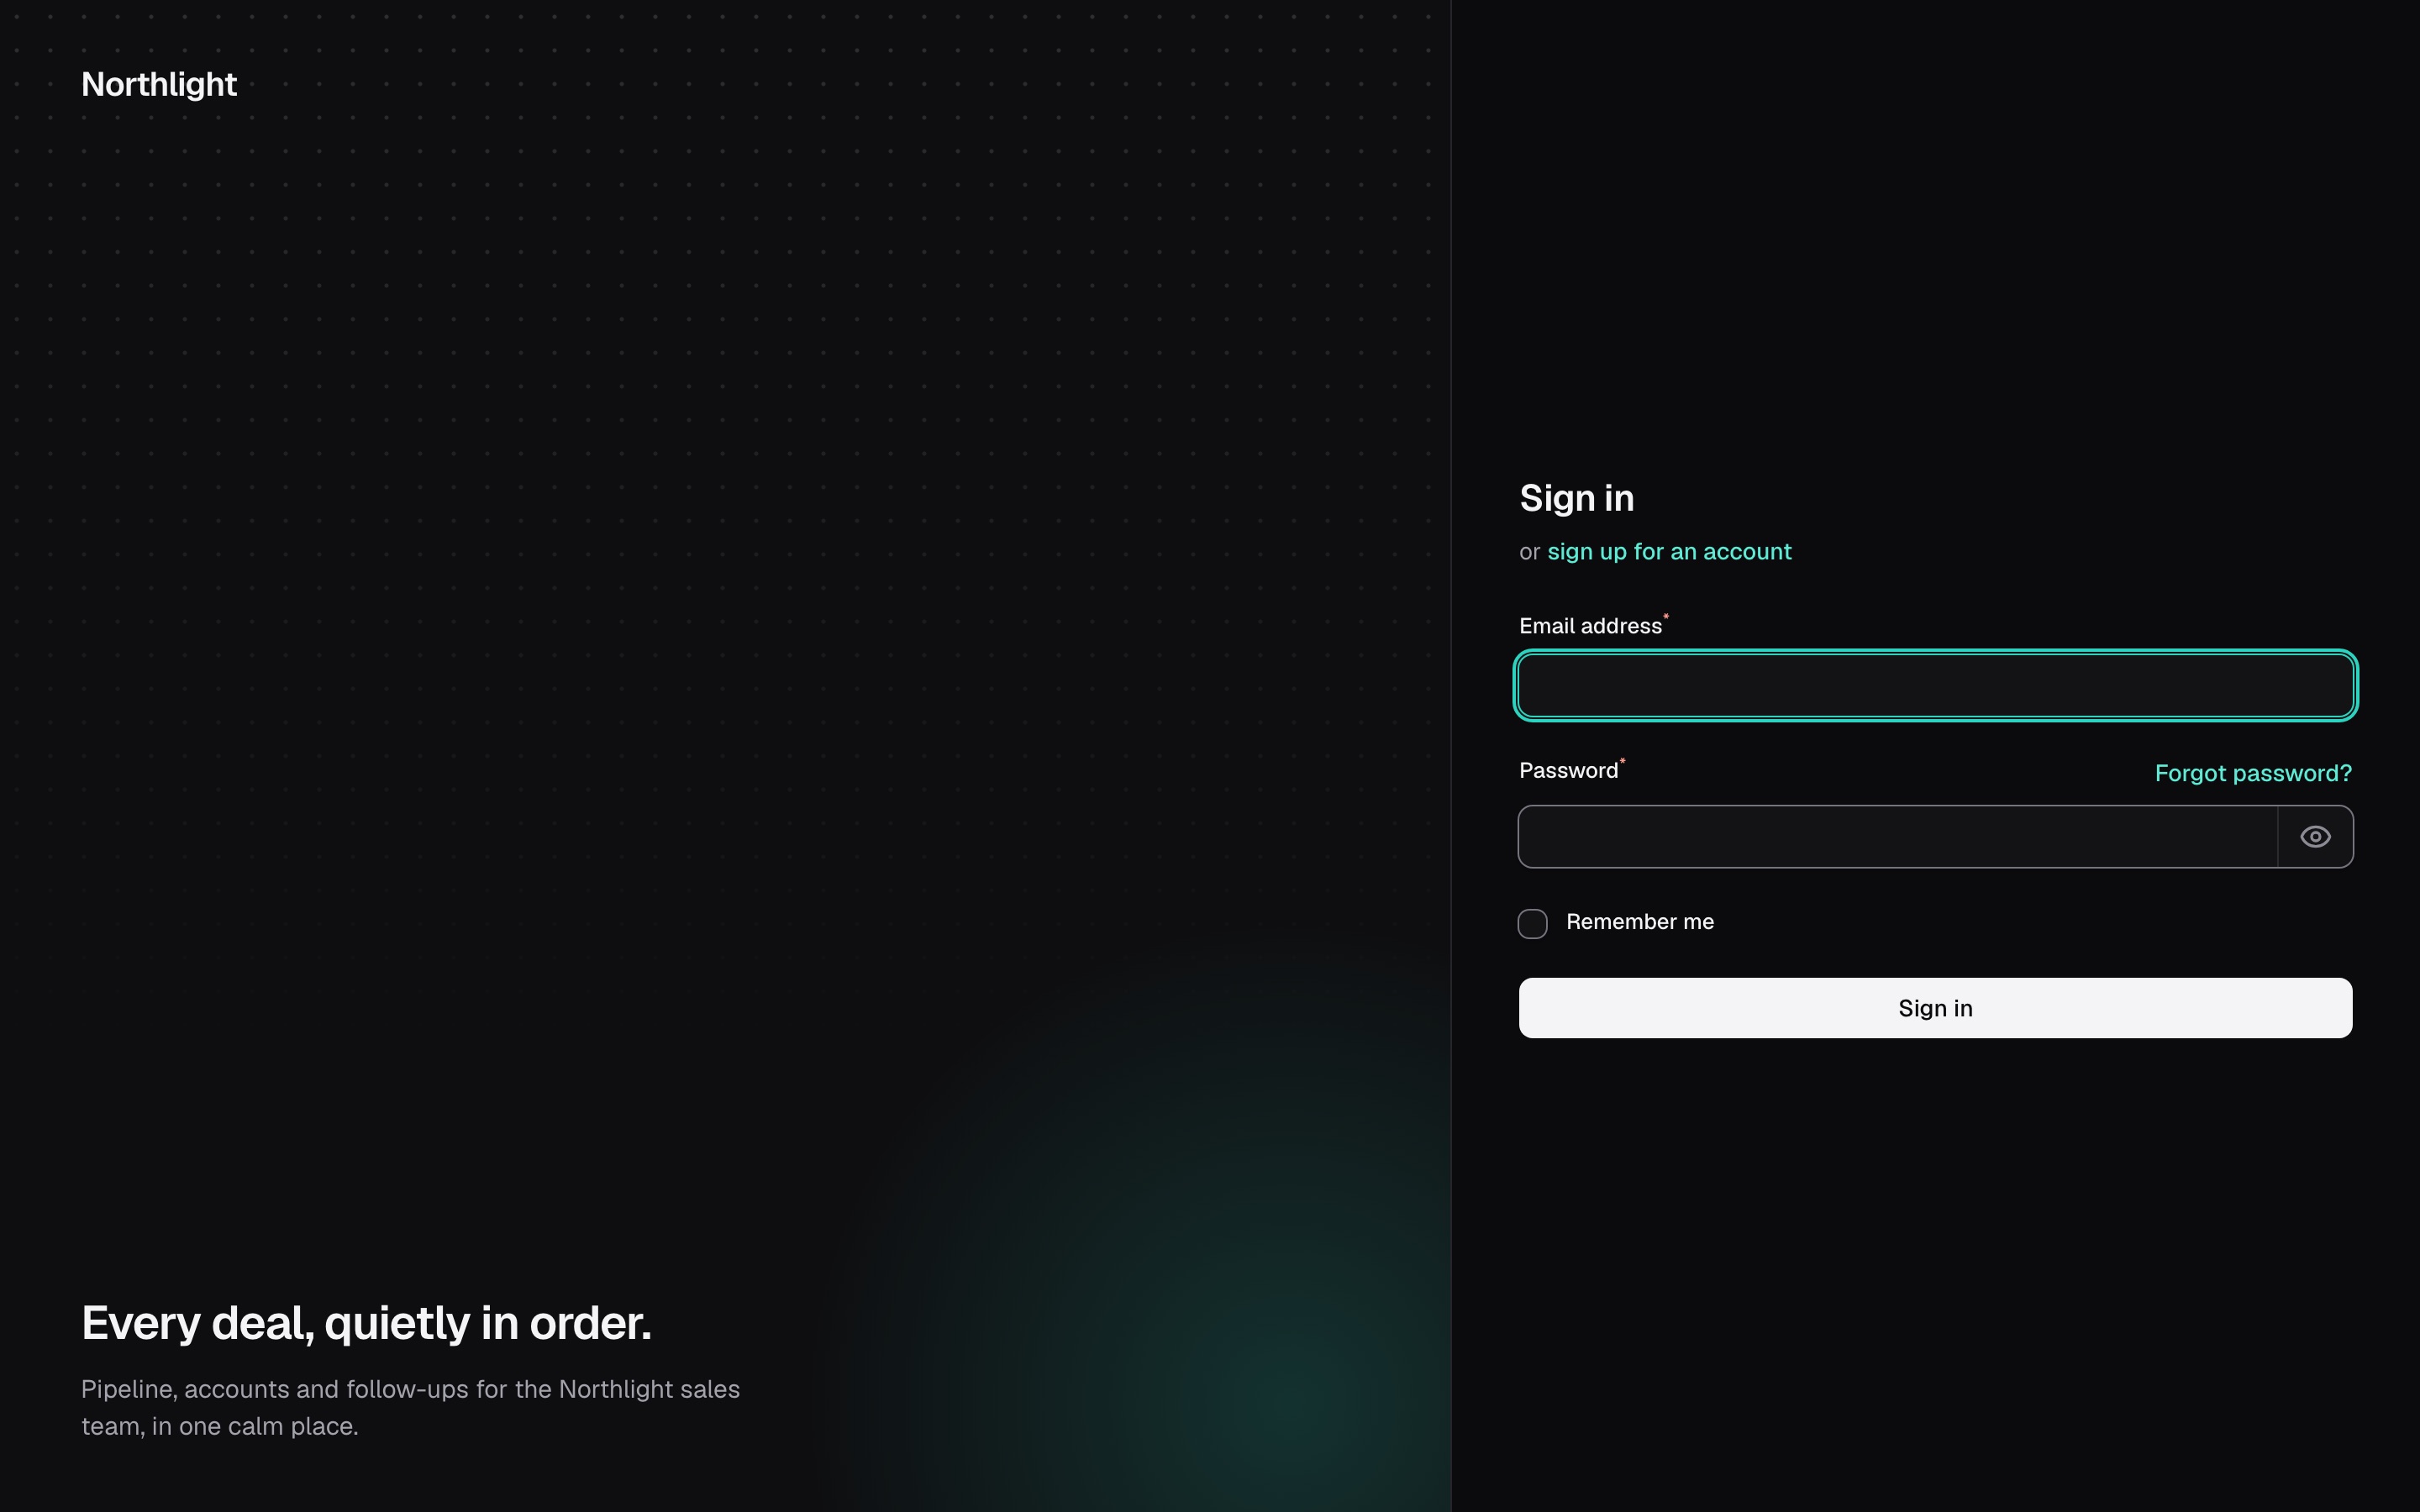 Northlight
Every deal, quietly in order.
Pipeline, accounts and follow-ups for the Northlight sales
team, in one calm place.
Sign in
or sign up for an account
Email address*
Password*
Forgot password?
Remember me
Sign in